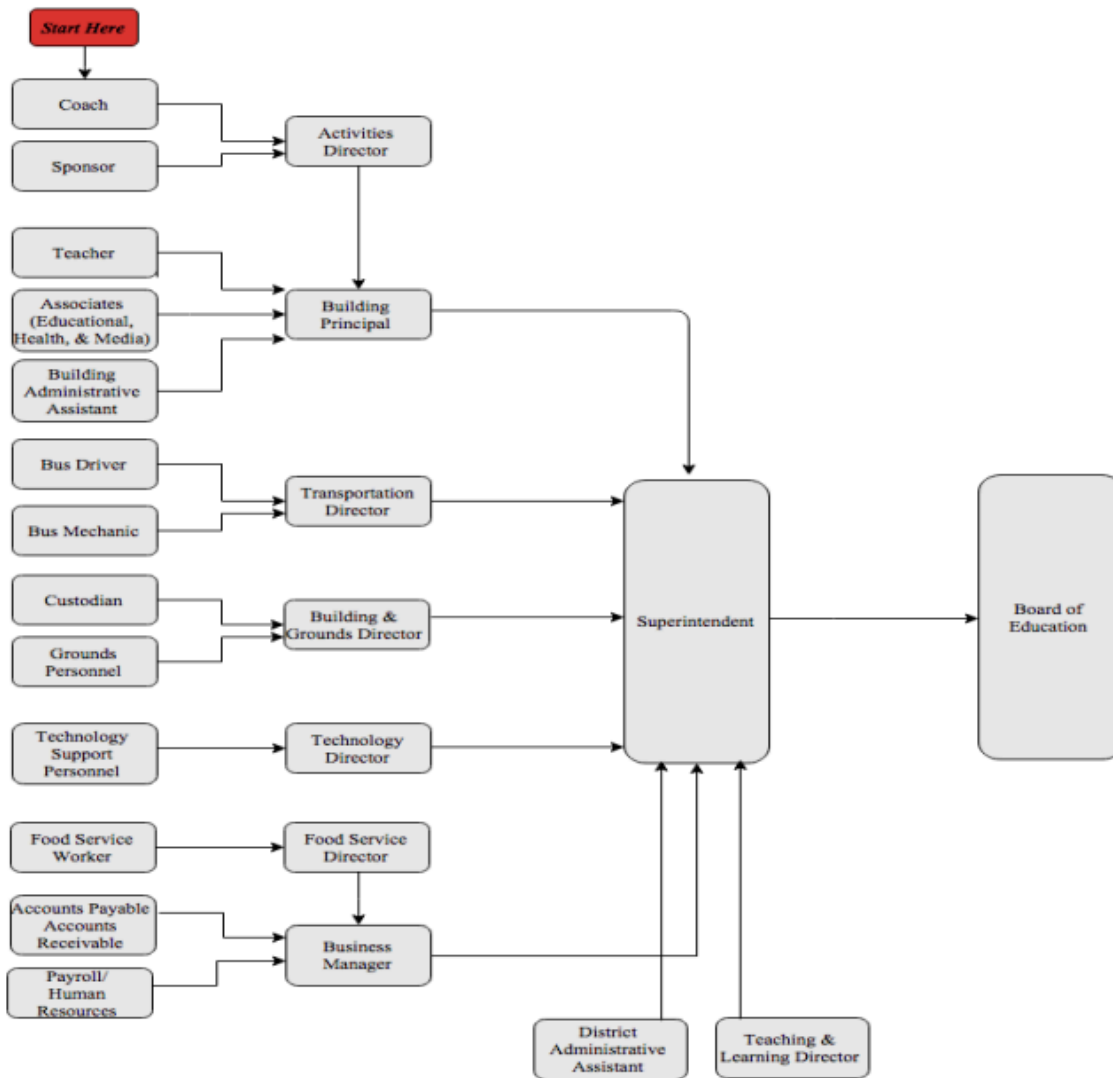 Start Here
Coach
Activities
Director
Sponsor
Teacher
Associates
(Educational,
Health, & Media)
Building
Principal
Building
Administrative
Assistant
Bus Driver
Transportation
Director
Bus Mechanic
Custodian
Building &
Grounds Director
Grounds
Personnel
Superintendent
Board of
Education
Technology
Support
Personnel
Technology
Director
Food Service
Worker
Food Service
Director
Accounts Payable
Accounts
Receivable
Business
Manager
Payroll/
Human
Resources
District
Administrative
Assistant
Teaching &
Learning Director